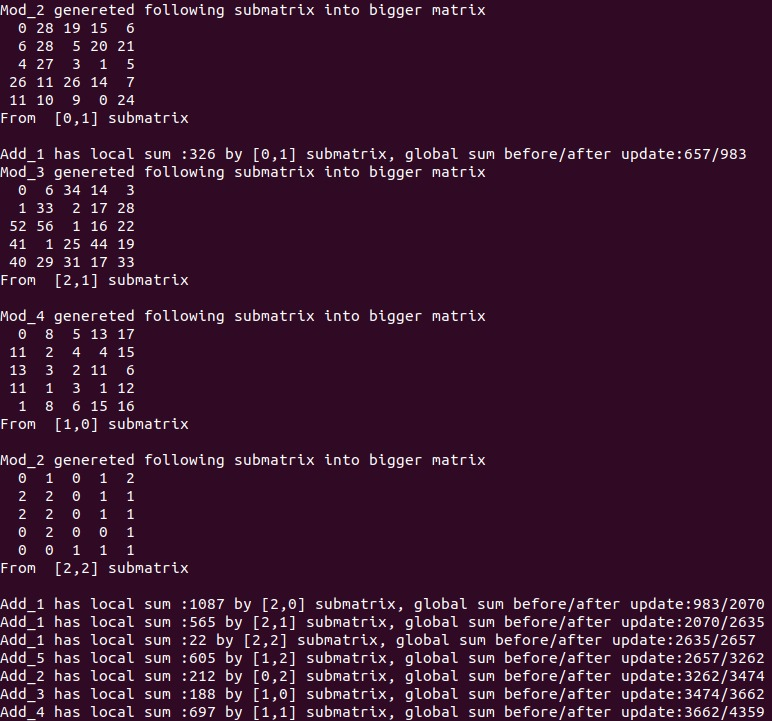 Mod_2 genereted following submatrix into bigger matrix
0 28 19 15 6
6 28 5 20 21
4 27 3 1 5
26 11 26 14 7
11 10 9 0 24
From [0,1] submatrix
Add_1 has local sum :326 by [0,1] submatrix, global sum before/after update:657/983
Mod_3 genereted following submatrix into bigger matrix
0 6 34 14 3
1 33 2 17 28
52 56 1 16 22
41 1 25 44 19
40 29 31 17 33
From [2,1] submatrix
Mod_4 genereted following submatrix into bigger matrix
0 8 5 13 17
11 2 4 4 15
13 3 2 11 6
11 1 3 1 12
1 8 6 15 16
From [1,0] submatrix
Mod_2 genereted following submatrix into bigger matrix
0 1 0 1 2
2 2 0 1 1
2 2 0 1 1
0 2 0 0 1
0 0 1 1 1
From [2,2] submatrix
Add_1 has local sum :1087 by [2,0] submatrix, global sum before/after update:983/2070
Add_1 has local sum :565 by [2,1] submatrix, global sum before/after update:2070/2635
Add_1 has local sum :22 by [2,2] submatrix, global sum before/after update:2635/2657
Add_5 has local sum :605 by [1,2] submatrix, global sum before/after update:2657/3262
Add_2 has local sum :212 by [0,2] submatrix, global sum before/after update:3262/3474
Add_3 has local sum :188 by [1,0] submatrix, global sum before/after update:3474/3662
Add_4 has local sum :697 by [1,1] submatrix, global sum before/after update:3662/4359